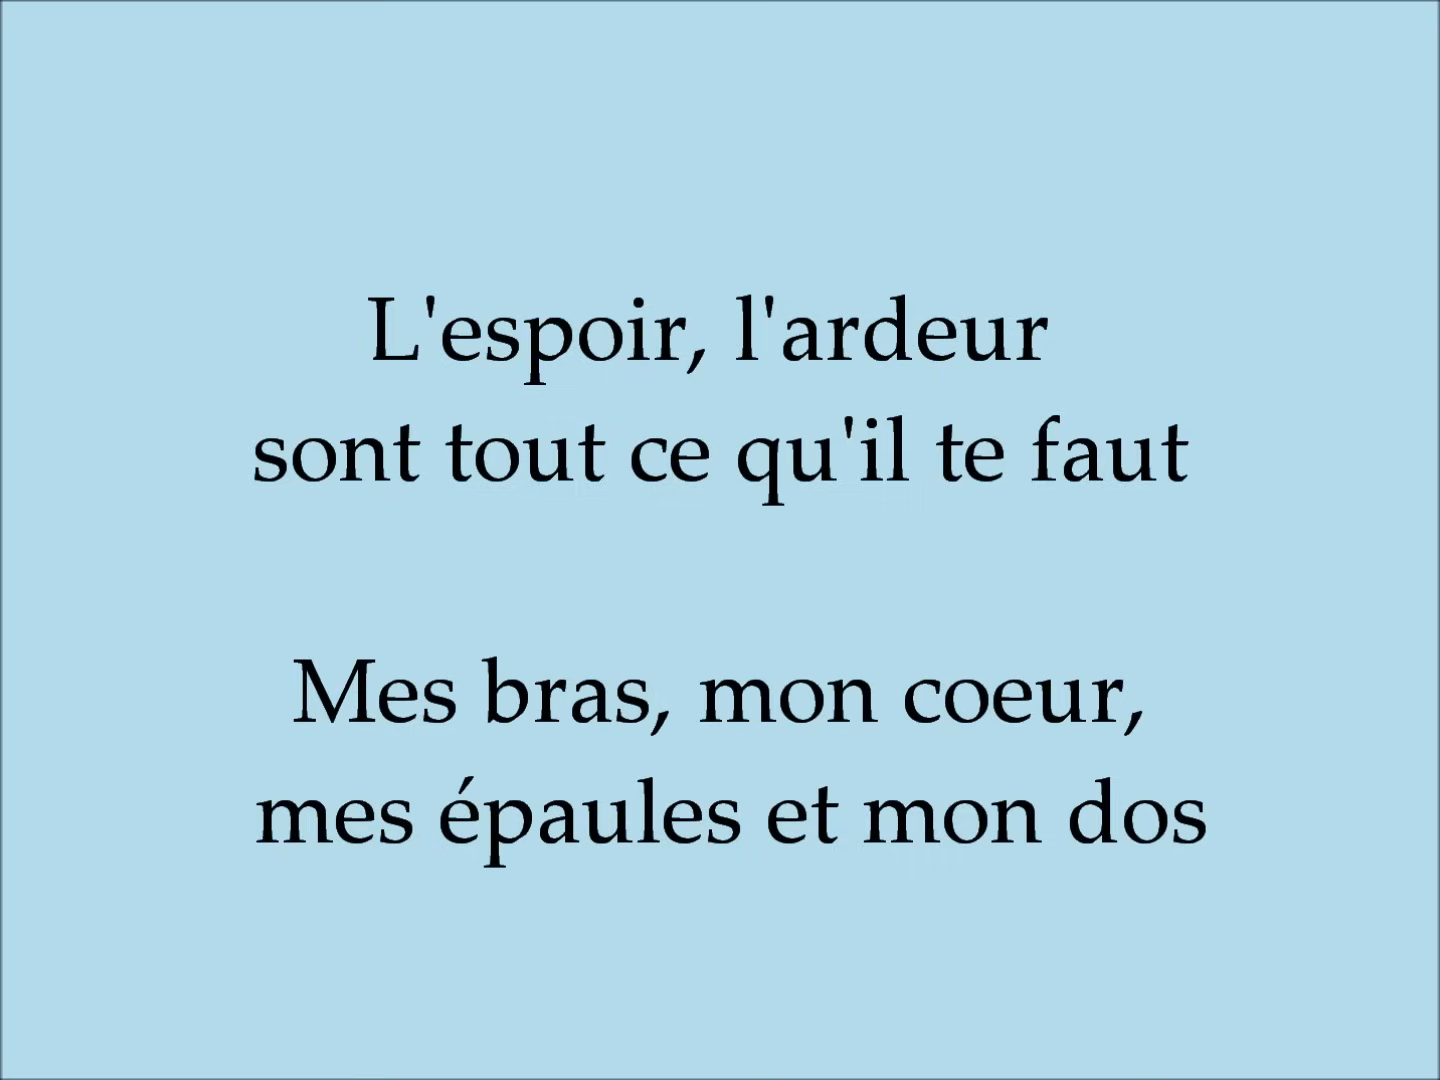 L'espoir, l'ardeur
sont tout ce qu'il te faut
Mes bras, mon coeur,
mes épaules et mon dos